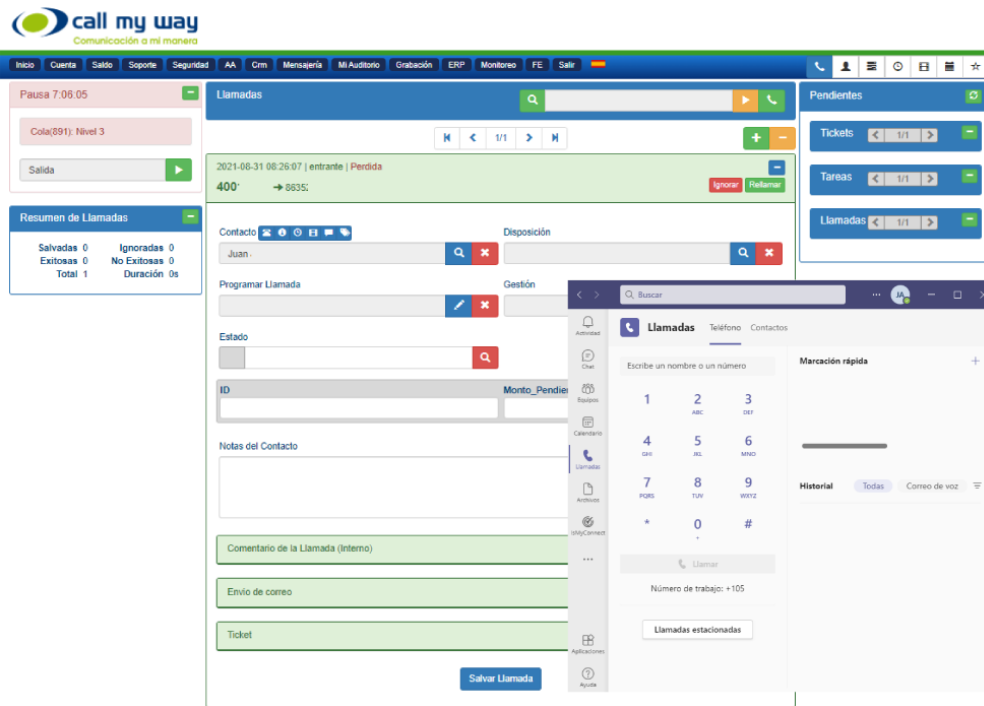 call my way
Comunicación a mi manera
Inicio Cuenta Saldo Soporte Seguridad AA Crm Mensajería Mi Auditorio Grabación ERP Monitoreo FE Salir
Pausa 7:06:05
Cola(891): Nivel 3
Salida
Resumen de Llamadas
Salvadas 0 Ignoradas 0
Exitosas 0 No Exitosas 0
Total 1 Duración 0s
Llamadas
1/1
2021-08-31 08:26:07 | entrante | Perdida
400
8635
Ignorar Rellamar
Contacto
Disposición
Juan
Programar Llamada
Gestión
Estado
ID
Monto_Pendie
Notas del Contacto
Comentario de la Llamada (Interno)
Envio de correo
Ticket
Salvar Llamada
Pendientes
Tickets 1/1
Tareas 1/1
Llamadas 1/1
Buscar
Actividad
Chat
Equipos
Calendario
Llamadas
Archivos
UMyConnect
Aplicaciones
Ayuda
Llamadas Teléfono Contactos
Escribe un nombre o un número
1 2 3
ABC DEF
4 5 6
GHI JKL MNO
7 8 9
PQRS TUV WXYZ
* 0 #
+
Llamar
Número de trabajo: +105
Llamadas estacionadas
Marcación rápida
Historial Todas Correo de voz